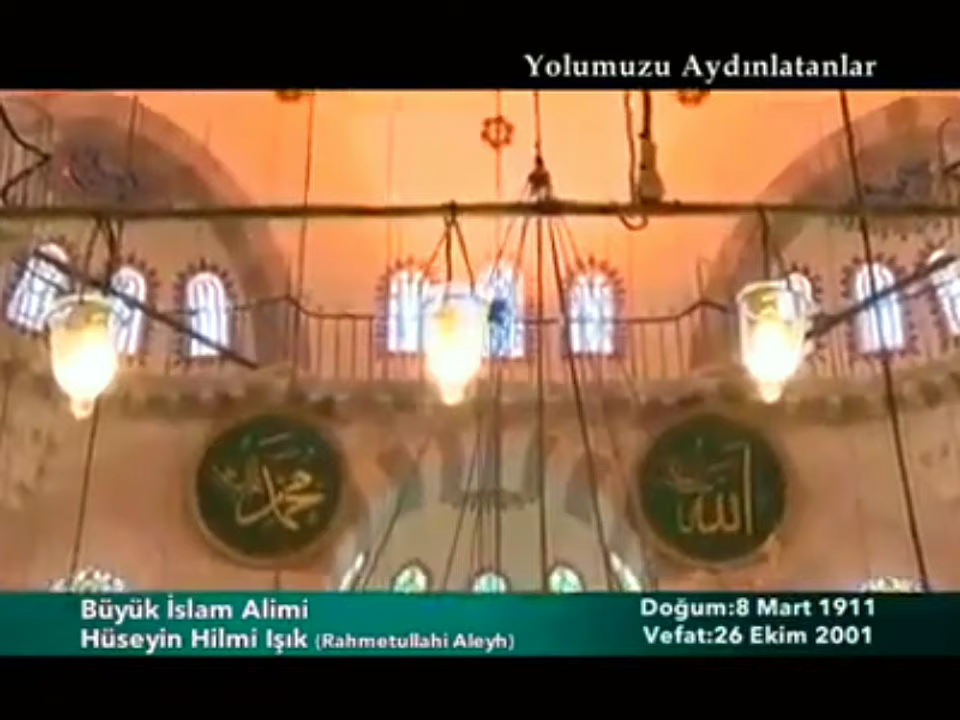 Yolumuzu Aydınlatanlar
محمد
الله
Büyük İslam Alimi
Hüseyin Hilmi Işık (Rahmetullahi Aleyh)
Doğum:8 Mart 1911
Vefat:26 Ekim 2001